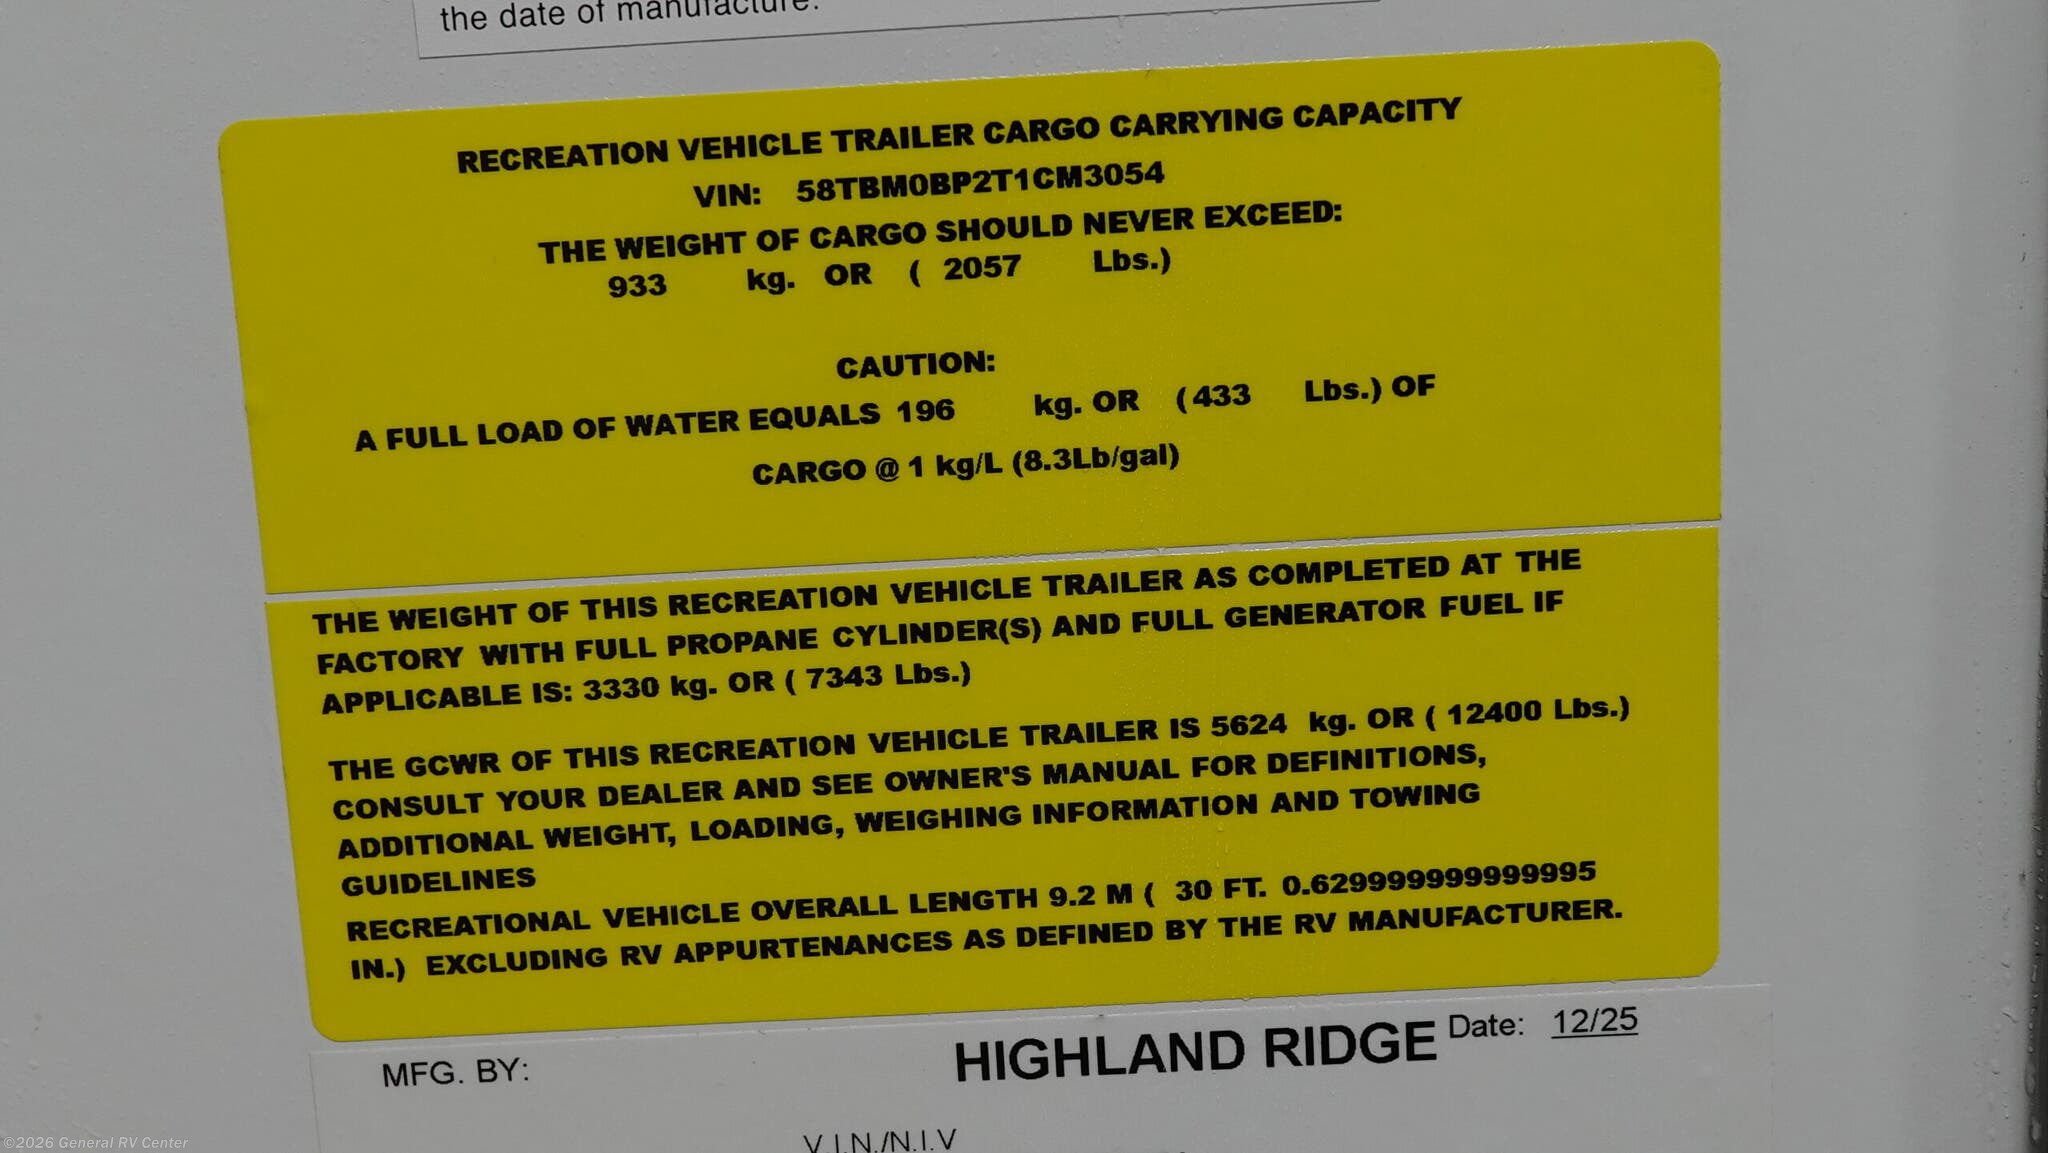 the date of manufacture.
RECREATION VEHICLE TRAILER CARGO CARRYING CAPACITY
VIN: 58TBM0BP2T1CM3054
THE WEIGHT OF CARGO SHOULD NEVER EXCEED:
933 kg. OR ( 2057 Lbs.)
CAUTION:
A FULL LOAD OF WATER EQUALS 196 kg. OR (433 Lbs.) OF
CARGO @ 1 kg/L (8.3Lb/gal)
THE WEIGHT OF THIS RECREATION VEHICLE TRAILER AS COMPLETED AT THE
FACTORY WITH FULL PROPANE CYLINDER(S) AND FULL GENERATOR FUEL IF
APPLICABLE IS: 3330 kg. OR ( 7343 Lbs.)
THE GCWR OF THIS RECREATION VEHICLE TRAILER IS 5624 kg. OR ( 12400 Lbs.)
CONSULT YOUR DEALER AND SEE OWNER'S MANUAL FOR DEFINITIONS,
ADDITIONAL WEIGHT, LOADING, WEIGHING INFORMATION AND TOWING
GUIDELINES
RECREATIONAL VEHICLE OVERALL LENGTH 9.2 M ( 30 FT. 0.629999999999995
IN.) EXCLUDING RV APPURTENANCES AS DEFINED BY THE RV MANUFACTURER.
MFG. BY: HIGHLAND RIDGE Date: 12/25
V.I.N./N.I.V
©2026 General RV Center